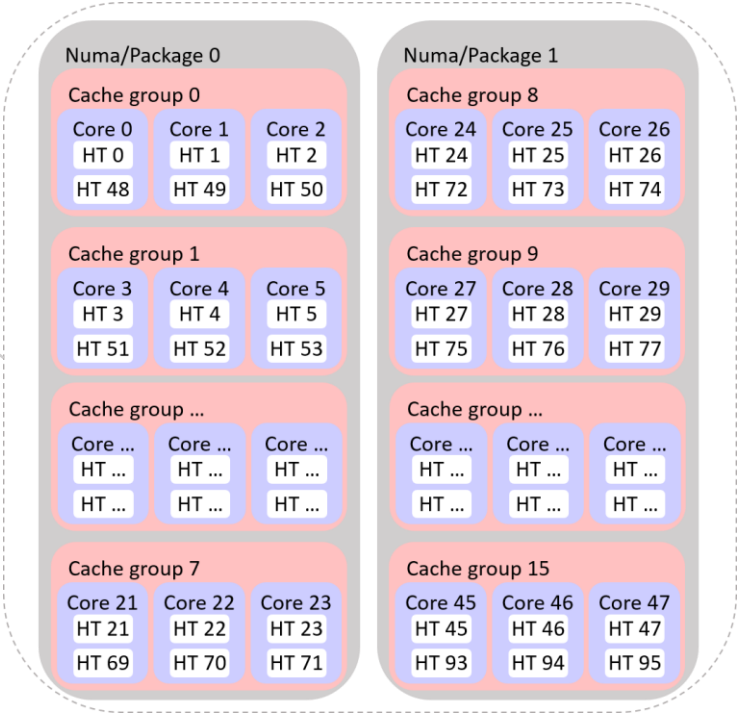 Numa/Package 0
Cache group 0
Core 0 Core 1 Core 2
HT 0 HT 1 HT 2
HT 48 HT 49 HT 50
Cache group 1
Core 3 Core 4 Core 5
HT 3 HT 4 HT 5
HT 51 HT 52 HT 53
Cache group ...
Core ... Core ... Core ...
HT ... HT ... HT ...
HT ... HT ... HT ...
Cache group 7
Core 21 Core 22 Core 23
HT 21 HT 22 HT 23
HT 69 HT 70 HT 71
Numa/Package 1
Cache group 8
Core 24 Core 25 Core 26
HT 24 HT 25 HT 26
HT 72 HT 73 HT 74
Cache group 9
Core 27 Core 28 Core 29
HT 27 HT 28 HT 29
HT 75 HT 76 HT 77
Cache group ...
Core ... Core ... Core ...
HT ... HT ... HT ...
HT ... HT ... HT ...
Cache group 15
Core 45 Core 46 Core 47
HT 45 HT 46 HT 47
HT 93 HT 94 HT 95